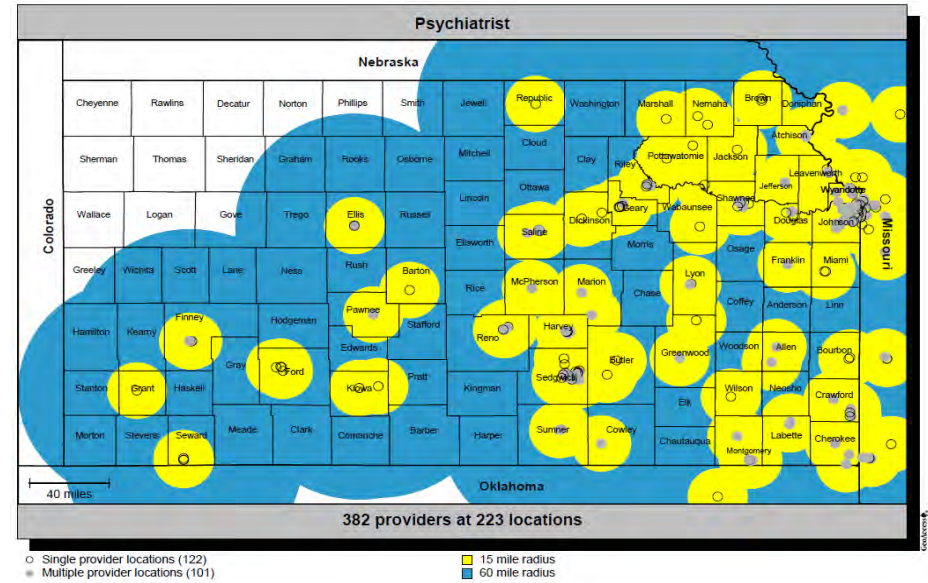 Psychiatrist
Nebraska
Cheyenne Rawlins Decatur Norton Phillips Smith Jewell Republic Washington Marshall Nemaha Brown Doniphan
Atchison
Sherman Thomas Sheridan Graham Rooks Osborne Mitchell Cloud Clay Riley Pottawatomie Jackson
Jefferson Leavenworth Wyandotte
Wallace Logan Gove Trego Ellis Russell Lincoln Ottawa Saline Dickinson Geary Wabaunsee Shawnee Douglas Johnson
Colorado
Missouri
Greeley Wichita Scott Lane Ness Rush Barton Ellsworth Rice McPherson Marion Morris Chase Lyon Osage Franklin Miami
Hamilton Kearny Finney Hodgeman Pawnee Stafford Reno Harvey Coffey Anderson Linn
Gray Ford Edwards Pratt Kingman Sedgwick Butler Greenwood Woodson Allen Bourbon
Stanton Grant Haskell Kiowa Elk Wilson Neosho Crawford
Morton Stevens Seward Meade Clark Comanche Barber Harper Sumner Cowley Chautauqua Montgomery Labette Cherokee
40 miles
Oklahoma
382 providers at 223 locations
Single provider locations (122)
Multiple provider locations (101)
15 mile radius
60 mile radius